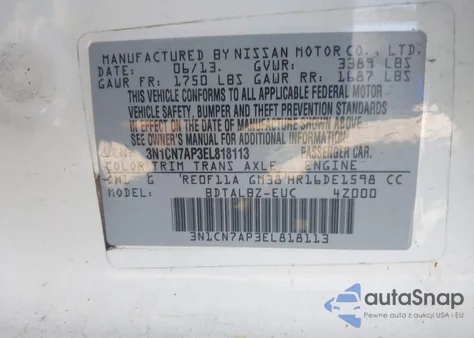 MANUFACTURED BY NISSAN MOTOR CO., LTD.
DATE: 06/13. GVWR: 3389 LBS
GAWR FR: 1750 LBS GAWR RR: 1687 LBS
THIS VEHICLE CONFORMS TO ALL APPLICABLE FEDERAL MOTOR
VEHICLE SAFETY, BUMPER AND THEFT PREVENTION STANDARDS
IN EFFECT ON THE DATE OF MANUFACTURE SHOWN ABOVE.
SEE OWNER'S MANUAL FOR ADDITIONAL INFORMATION
3N1CN7AP3EL818113 PASSENGER CAR.
COLOR TRIM TRANS AXLE ENGINE
G RE0F11A GM38 HR16DE1598 CC
BDTALBZ-EUC 4Z000
3N1CN7AP3EL818113
autoSnap
Pewne auta z aukcji USA i EU